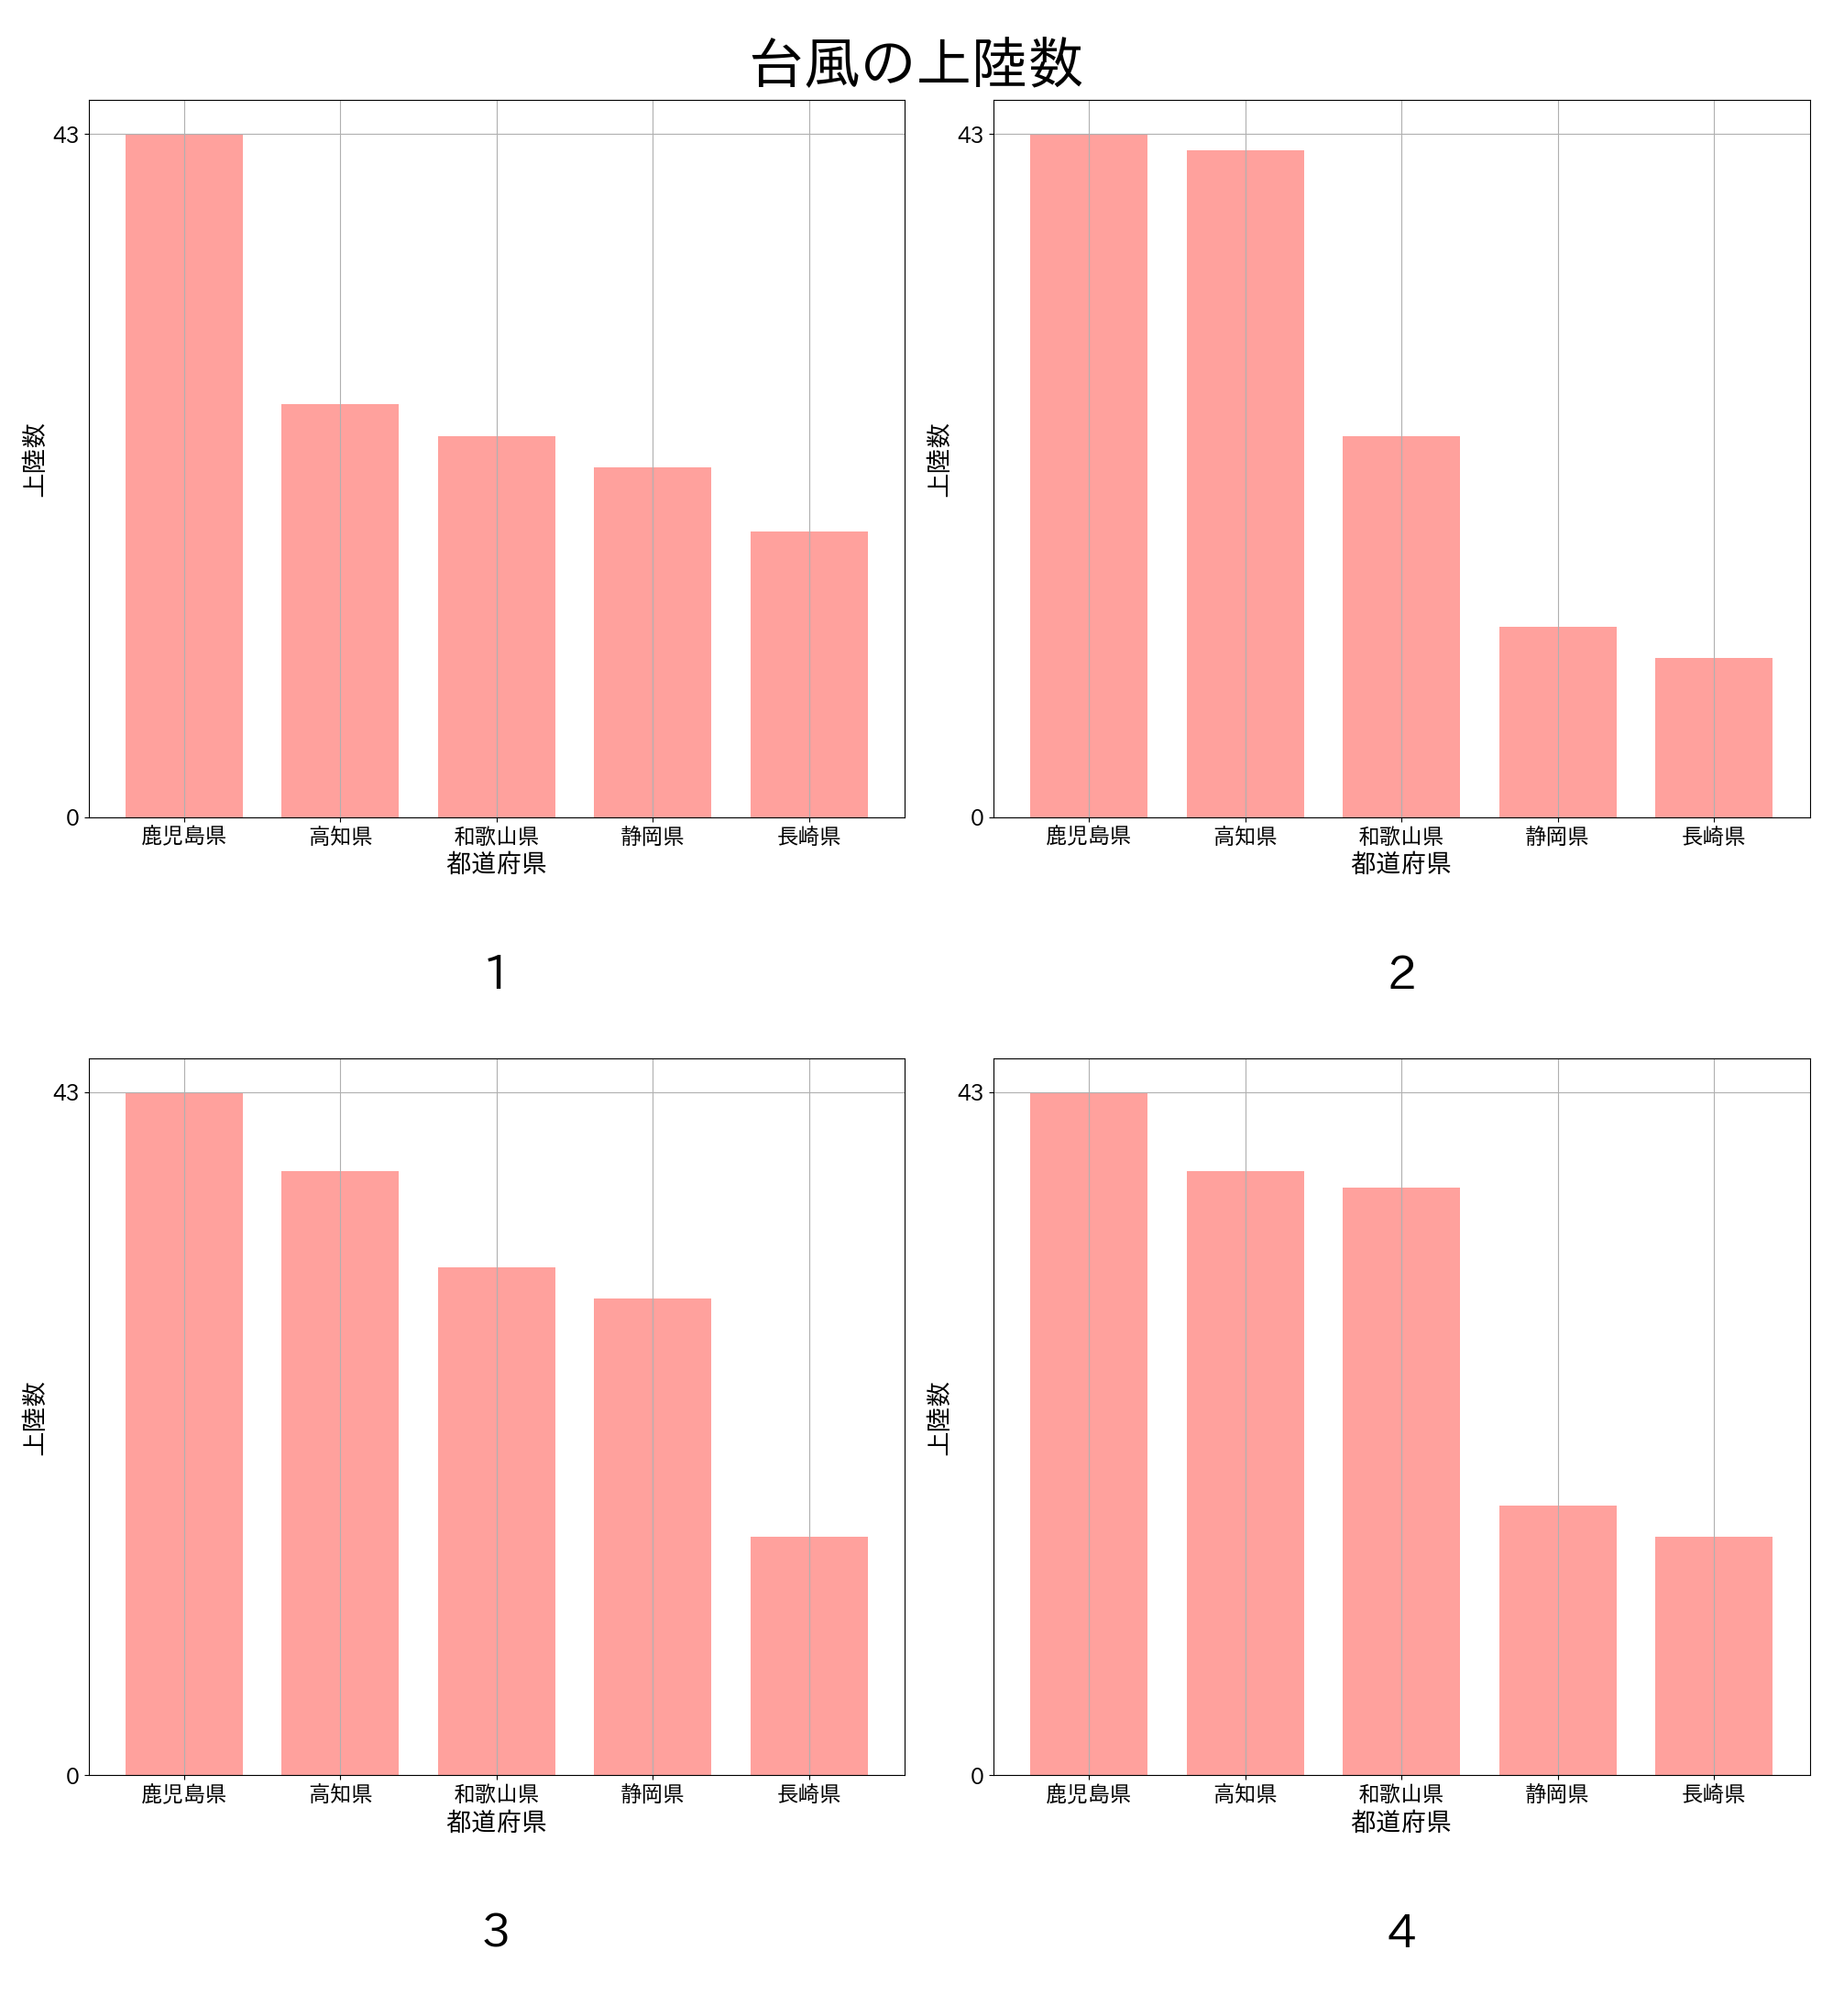 台風の上陸数
43
0
上陸数
鹿児島県 高知県 和歌山県 静岡県 長崎県
都道府県
1
43
0
上陸数
鹿児島県 高知県 和歌山県 静岡県 長崎県
都道府県
2
43
0
上陸数
鹿児島県 高知県 和歌山県 静岡県 長崎県
都道府県
3
43
0
上陸数
鹿児島県 高知県 和歌山県 静岡県 長崎県
都道府県
4